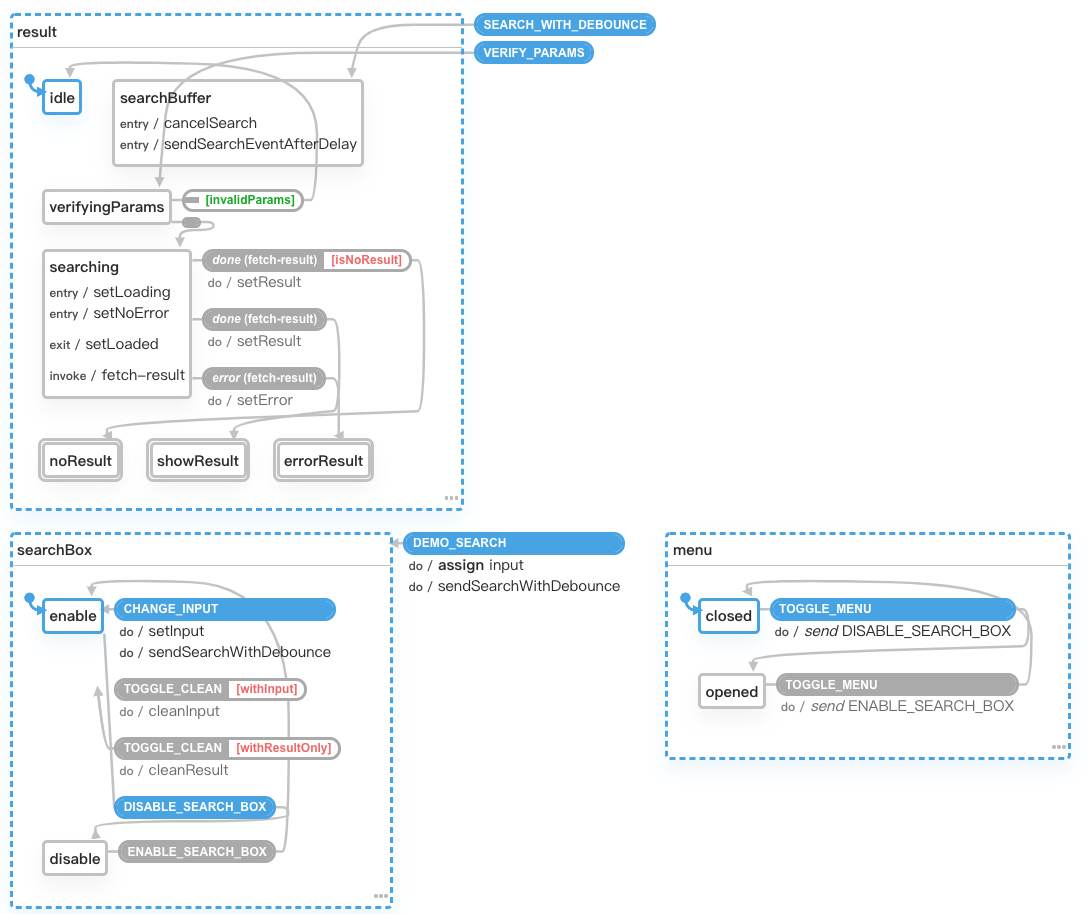 result
SEARCH_WITH_DEBOUNCE
VERIFY_PARAMS
idle
searchBuffer
entry / cancelSearch
entry / sendSearchEventAfterDelay
verifyingParams
[invalidParams]
searching
entry / setLoading
entry / setNoError
exit / setLoaded
invoke / fetch-result
done (fetch-result) [isNoResult]
do / setResult
done (fetch-result)
do / setResult
error (fetch-result)
do / setError
noResult
showResult
errorResult
searchBox
DEMO_SEARCH
do / assign input
do / sendSearchWithDebounce
enable
CHANGE_INPUT
do / setInput
do / sendSearchWithDebounce
TOGGLE_CLEAN [withInput]
do / cleanInput
TOGGLE_CLEAN [withResultOnly]
do / cleanResult
DISABLE_SEARCH_BOX
disable
ENABLE_SEARCH_BOX
menu
closed
TOGGLE_MENU
do / send DISABLE_SEARCH_BOX
opened
TOGGLE_MENU
do / send ENABLE_SEARCH_BOX